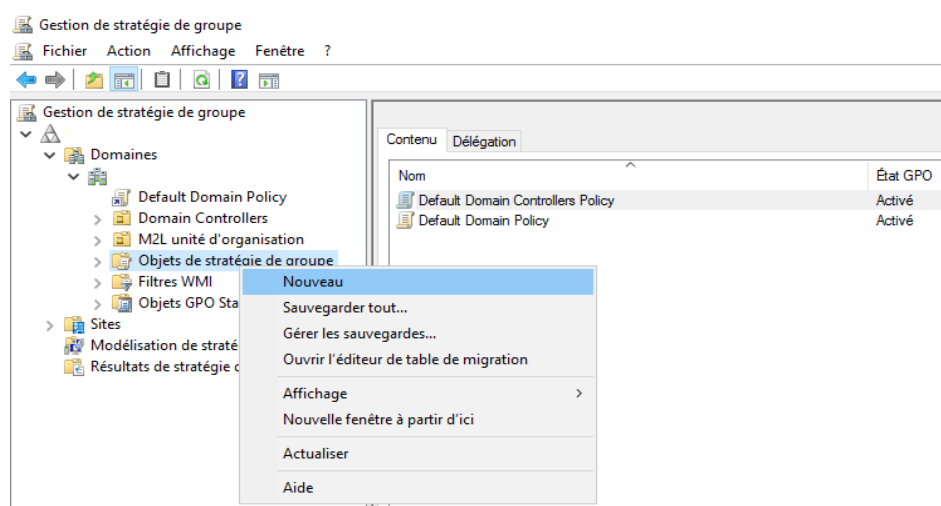 Gestion de stratégie de groupe
Fichier Action Affichage Fenêtre ?
Gestion de stratégie de groupe
Domaines
Default Domain Policy
Domain Controllers
M2L unité d'organisation
Objets de stratégie de groupe
Filtres WMI
Objets GPO Sta
Sites
Modélisation de straté
Résultats de stratégie
Contenu Délégation
Nom État GPO
Default Domain Controllers Policy Activé
Default Domain Policy Activé
Nouveau
Sauvegarder tout...
Gérer les sauvegardes...
Ouvrir l'éditeur de table de migration
Affichage
Nouvelle fenêtre à partir d'ici
Actualiser
Aide